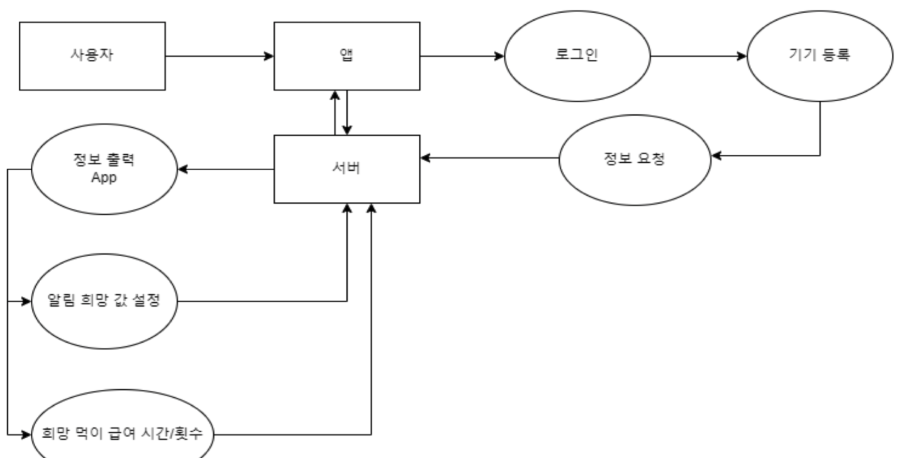 사용자
앱
로그인
기기 등록
정보 출력
App
서버
정보 요청
알림 희망 값 설정
희망 먹이 급여 시간/횟수